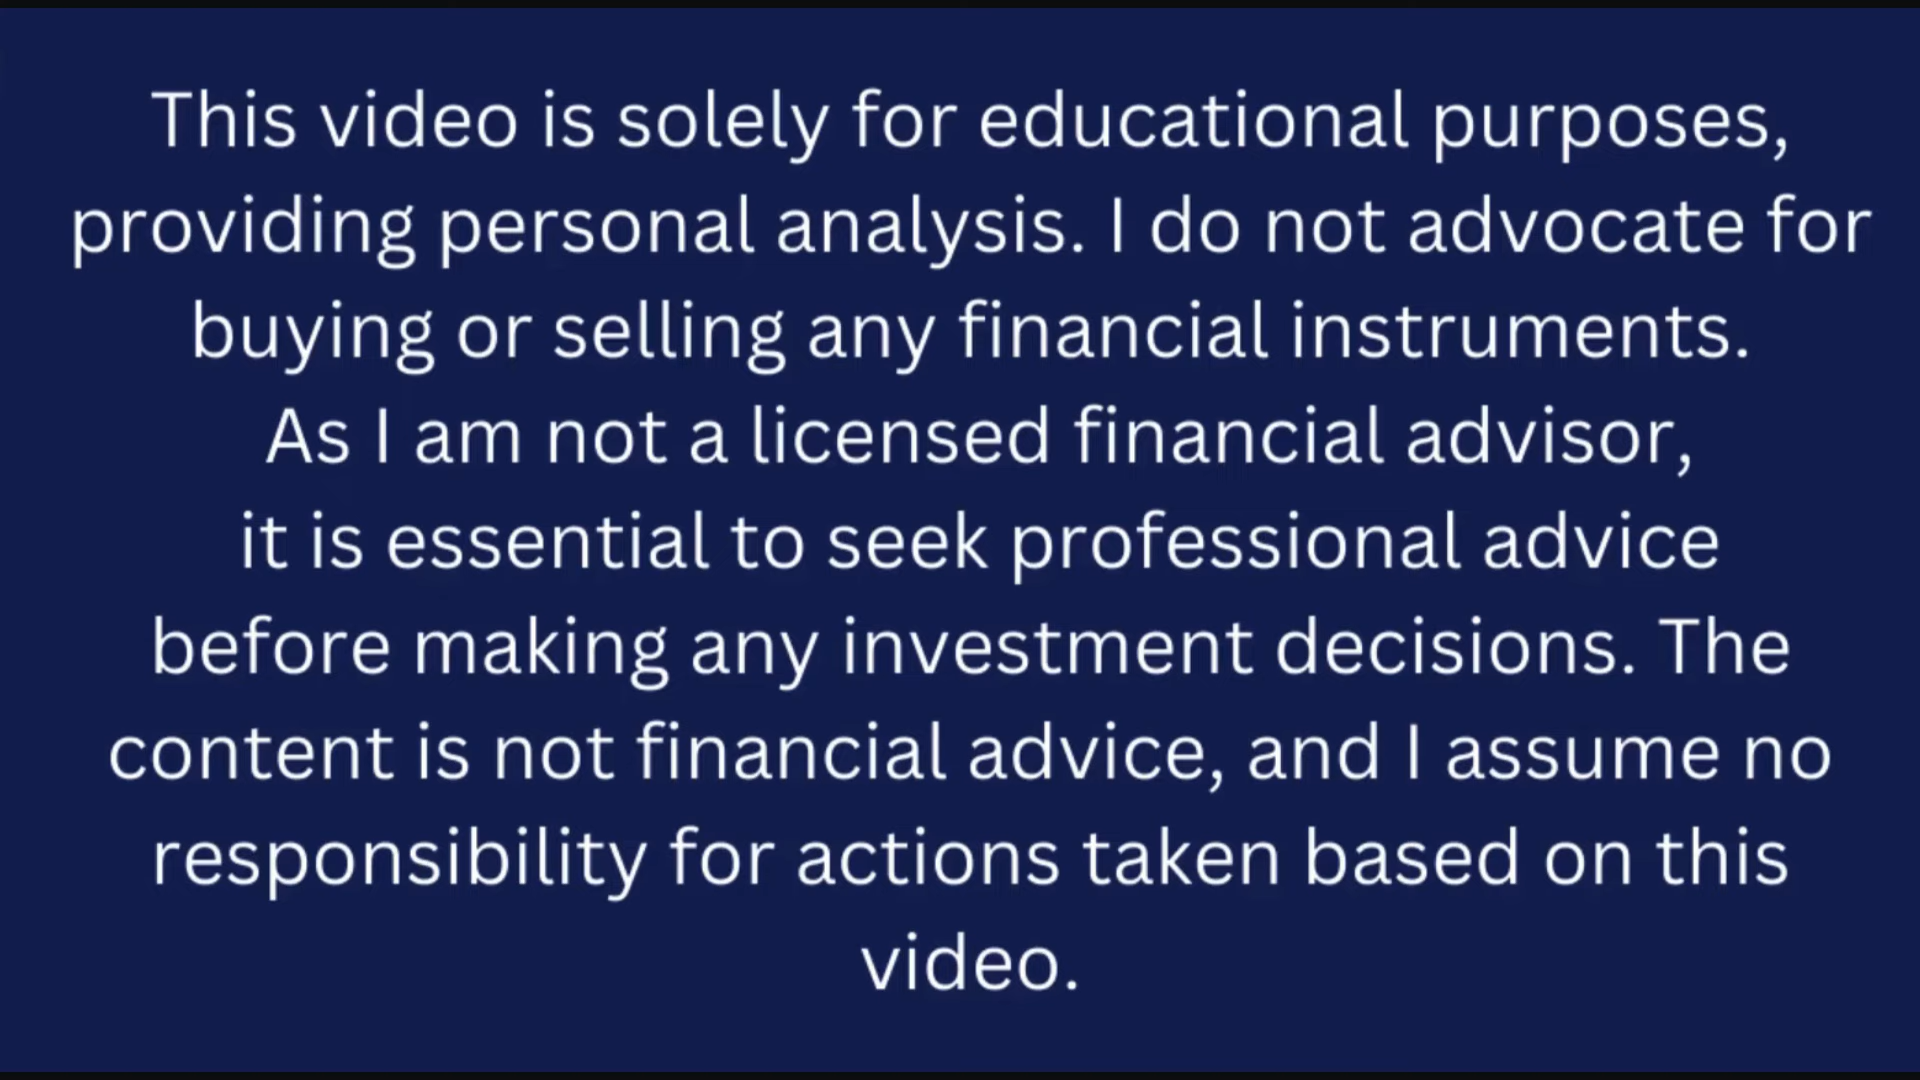 This video is solely for educational purposes,
providing personal analysis. I do not advocate for
buying or selling any financial instruments.
As I am not a licensed financial advisor,
it is essential to seek professional advice
before making any investment decisions. The
content is not financial advice, and I assume no
responsibility for actions taken based on this
video.